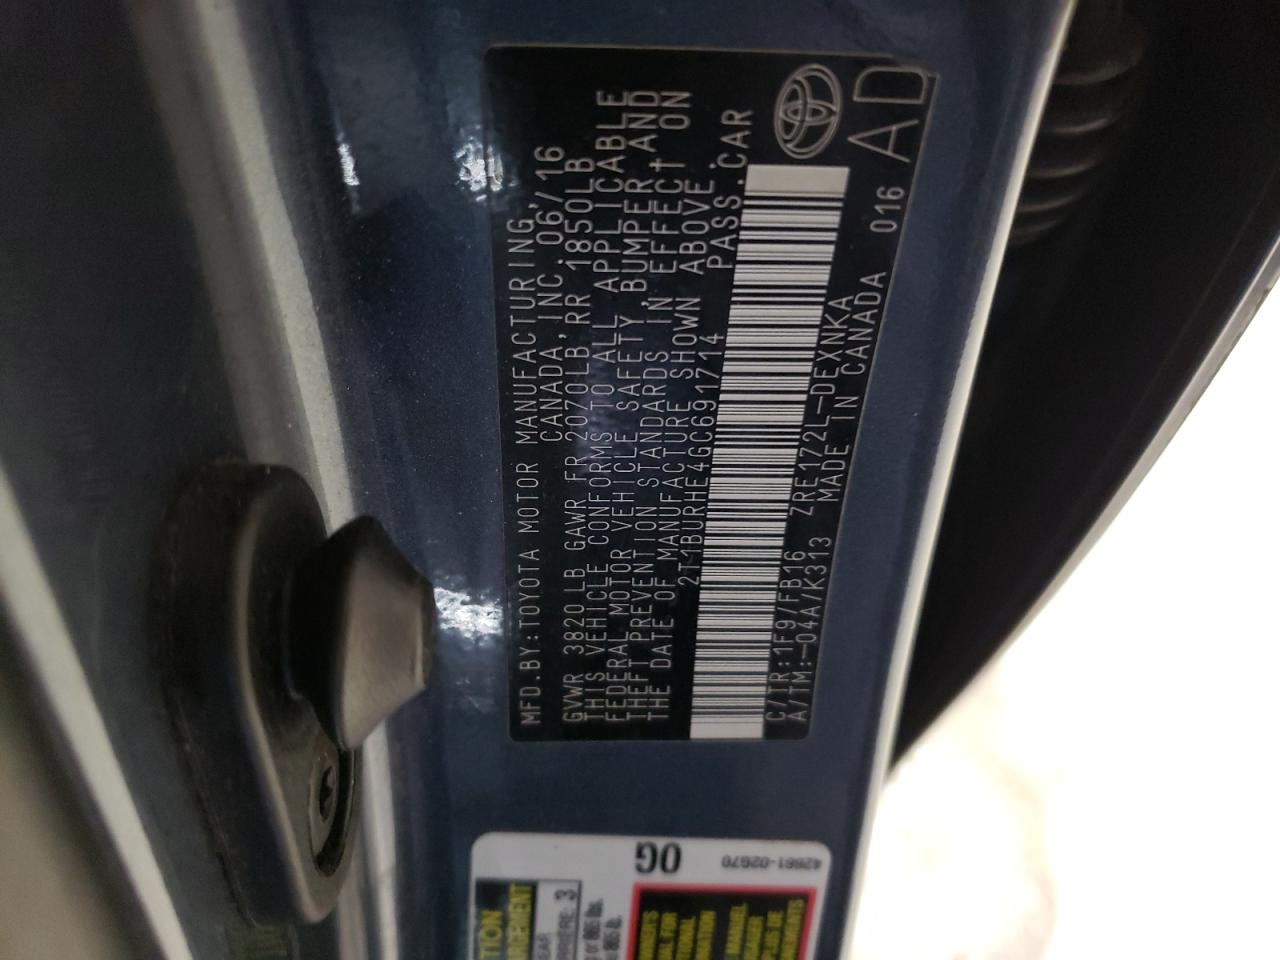 MFD.BY:TOYOTA MOTOR MANUFACTURING,
CANADA, INC. 06/16
GVWR 3820LB GAWR FR 2070LB, RR 1850LB
THIS VEHICLE CONFORMS TO ALL APPLICABLE
FEDERAL MOTOR VEHICLE SAFETY, BUMPER AND
THEFT PREVENTION STANDARDS IN EFFECT ON
THE DATE OF MANUFACTURE SHOWN ABOVE.
2T1BURHE4GC691714 PASS.CAR
C/TR:1F9/FB16 ZRE172L-DEXNKA
A/TM:-04A/K313 MADE IN CANADA 016
AD
0G
42661-02G70
3